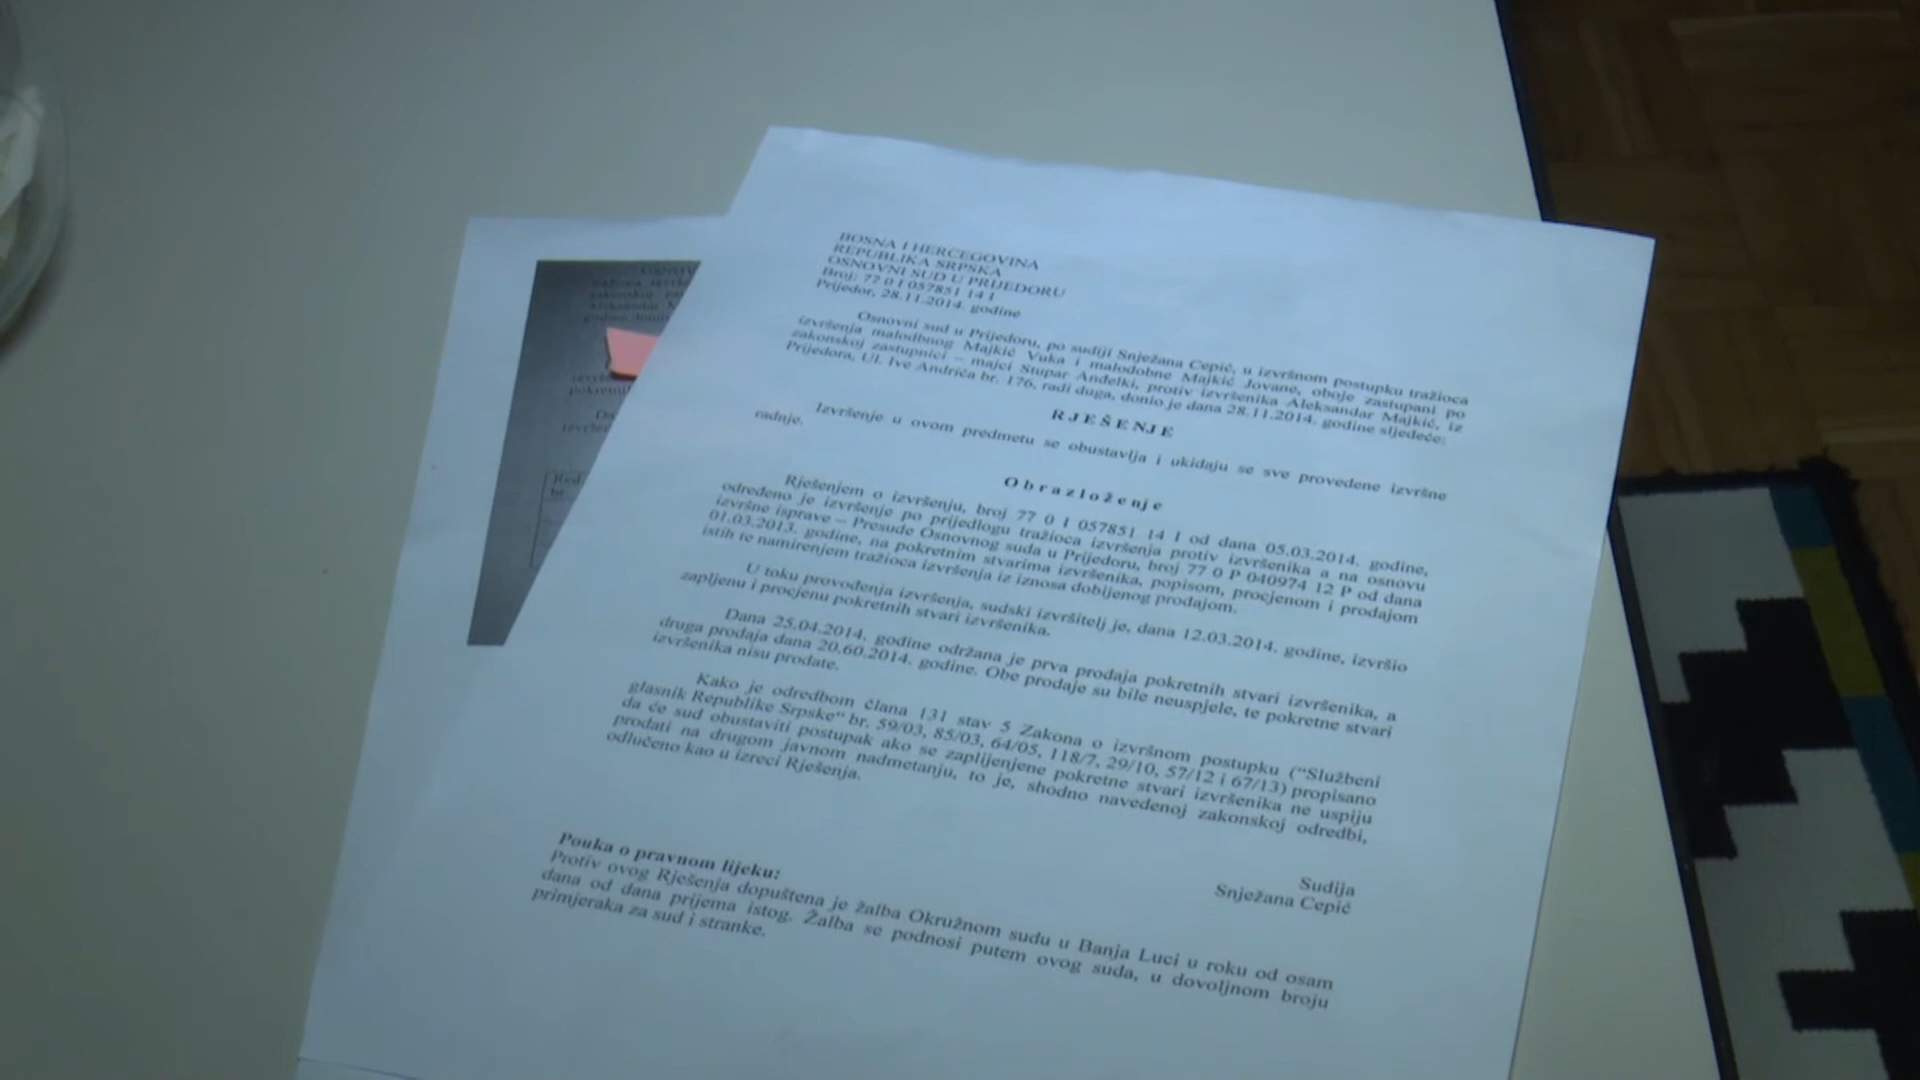 BOSNA I HERCEGOVINA
REPUBLIKA SRPSKA
OSNOVNI SUD U PRIJEDORU
Broj: 77 0 I 057851 14 I
Prijedor, 28.11.2014. godine
Osnovni sud u Prijedoru, po sudiji Snježana Cepić, u izvršnom postupku tražioca
izvršenja malodbnog Majkić Vuka i malodobne Majkić Jovane, oboje zastupani po
zakonskoj zastupnici – majci Stupar Anđelki, protiv izvršenika Aleksandar Majkić, iz
Prijedora, Ul. Ive Andrića br. 176, radi duga, donio je dana 28.11.2014. godine sljedeće:
RJEŠENJE
Izvršenje u ovom predmetu se obustavlja i ukidaju se sve provedene izvršne
radnje.
Obrazloženje
Rješenjem o izvršenju, broj 77 0 I 057851 14 I od dana 05.03.2014. godine,
određeno je izvršenje po prijedlogu tražioca izvršenja protiv izvršenika a na osnovu
izvršne isprave – Presude Osnovnog suda u Prijedoru, broj 77 0 P 040974 12 P od dana
01.03.2013. godine, na pokretnim stvarima izvršenika, popisom, procjenom i prodajom
istih te namirenjem tražioca izvršenja iz iznosa dobijenog prodajom.
U toku provođenja izvršenja, sudski izvršitelj je, dana 12.03.2014. godine, izvršio
zapljenu i procjenu pokretnih stvari izvršenika.
Dana 25.04.2014. godine održana je prva prodaja pokretnih stvari izvršenika, a
druga prodaja dana 20.60.2014. godine. Obe prodaje su bile neuspjele, te pokretne stvari
izvršenika nisu prodate.
Kako je odredbom člana 131 stav 5 Zakona o izvršnom postupku (“Službeni
glasnik Republike Srpske“ br. 59/03, 85/03, 64/05, 118/7, 29/10, 57/12 i 67/13) propisano
da će sud obustaviti postupak ako se zaplijenjene pokretne stvari izvršenika ne uspiju
prodati na drugom javnom nadmetanju, to je, shodno navedenoj zakonskoj odredbi,
odlučeno kao u izreci Rješenja.
Sudija
Snježana Cepić
Pouka o pravnom lijeku:
Protiv ovog Rješenja dopuštena je žalba Okružnom sudu u Banja Luci u roku od osam
dana od dana prijema istog. Žalba se podnosi putem ovog suda, u dovoljnom broju
primjeraka za sud i stranke.